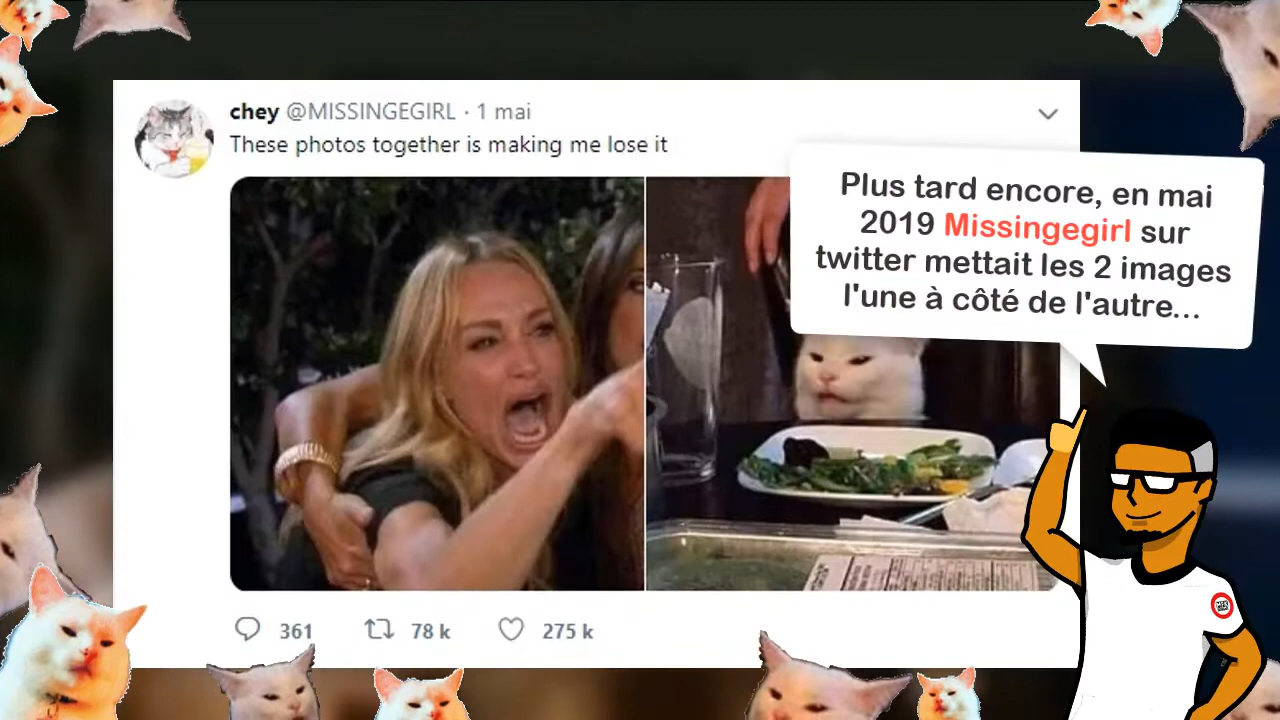 chey @MISSINGEGIRL · 1 mai
These photos together is making me lose it
Plus tard encore, en mai
2019 Missingegirl sur
twitter mettait les 2 images
l'une à côté de l'autre...
361 78 k 275 k